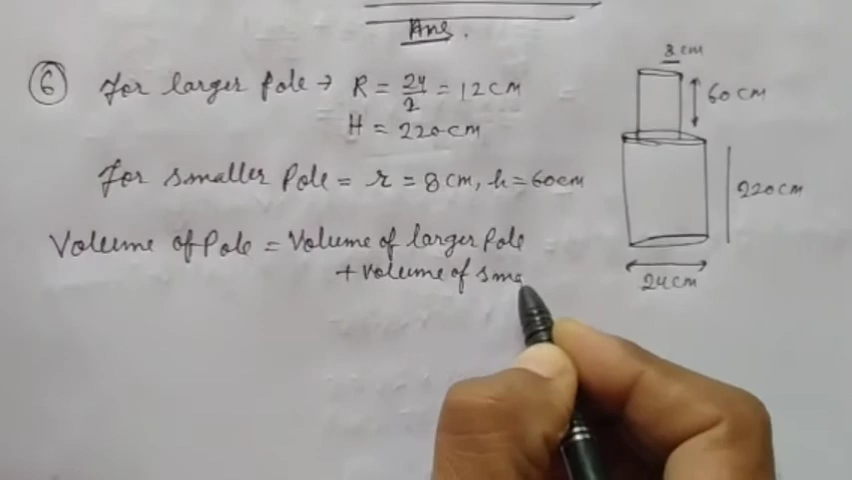 Ans.
8 cm
⑥ for larger Pole → R = 24/2 = 12 cm
60 cm
H = 220 cm
for smaller Pole = r = 8 cm, h = 60 cm
220 cm
Volume of Pole = Volume of larger Pole
+ Volume of sma
24 cm